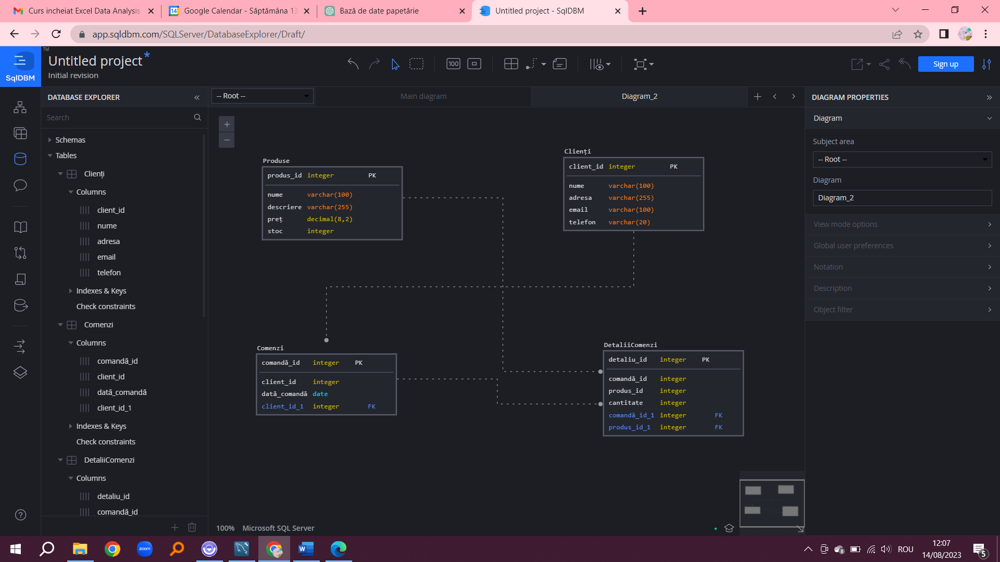 Curs incheiat Excel Data Analysis
Google Calendar - Săptămâna 13
Bază de date papetărie
Untitled project - SqlDBM
app.sqldbm.com/SQLServer/DatabaseExplorer/Draft/
SqlDBM
TM
Untitled project*
Initial revision
100
Sign up
DATABASE EXPLORER
-- Root --
Main diagram
Diagram_2
DIAGRAM PROPERTIES
Search
Schemas
Tables
Clienți
Columns
client_id
nume
adresa
email
telefon
Indexes & Keys
Check constraints
Comenzi
Columns
comandă_id
client_id
dată_comandă
client_id_1
Indexes & Keys
Check constraints
DetaliiComenzi
Columns
detaliu_id
comandă_id
Produse
produs_id integer PK
nume varchar(100)
descriere varchar(255)
preț decimal(8,2)
stoc integer
Clienți
client_id integer PK
nume varchar(100)
adresa varchar(255)
email varchar(100)
telefon varchar(20)
Comenzi
comandă_id integer PK
client_id integer
dată_comandă date
client_id_1 integer FK
DetaliiComenzi
detaliu_id integer PK
comandă_id integer
produs_id integer
cantitate integer
comandă_id_1 integer FK
produs_id_1 integer FK
Diagram
Subject area
-- Root --
Diagram
Diagram_2
View mode options
Global user preferences
Notation
Description
Object filter
100% Microsoft SQL Server
zoom
ROU
12:07
14/08/2023
5